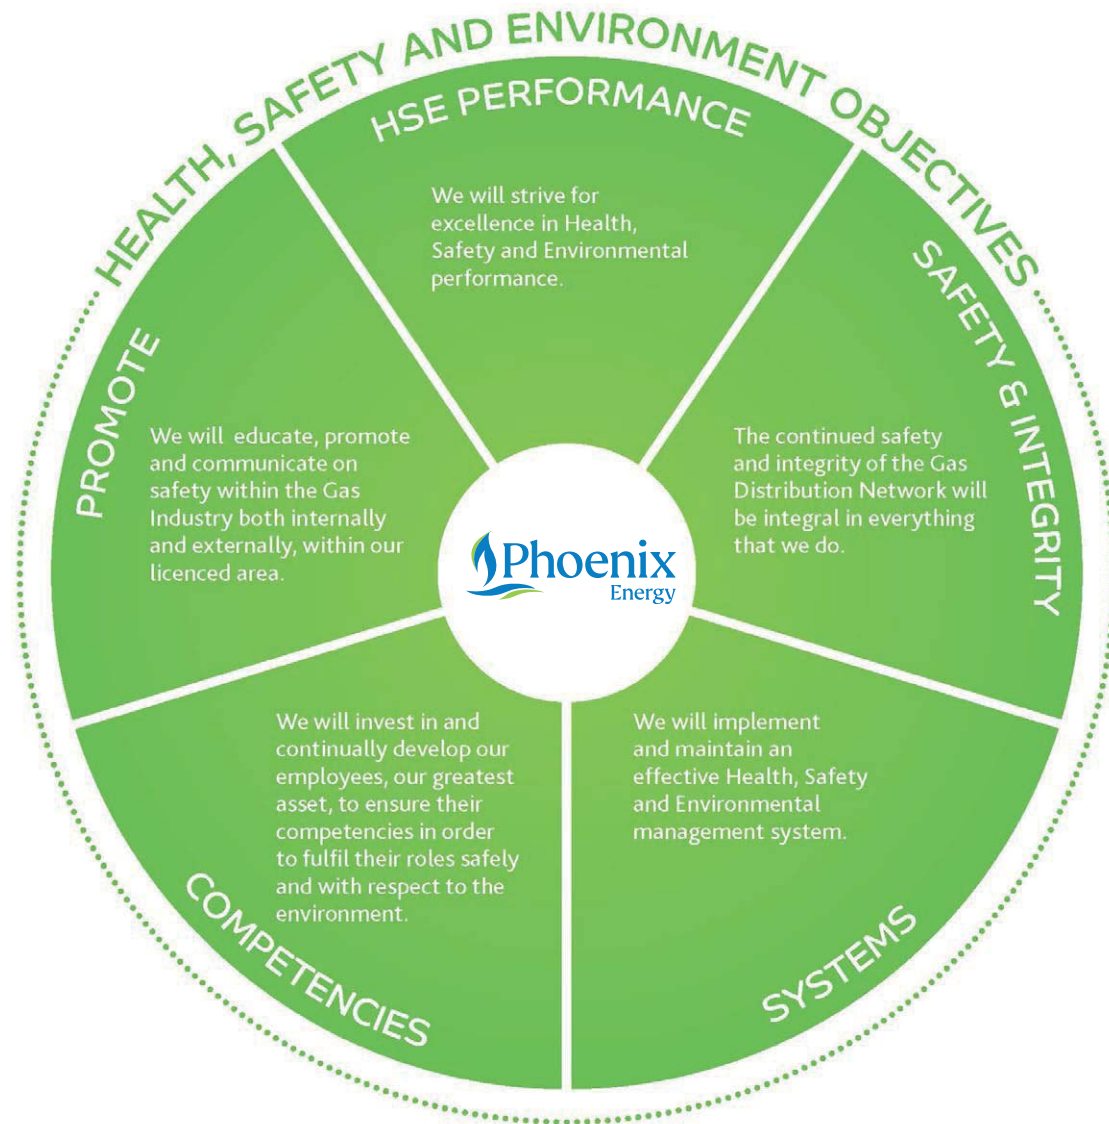 HEALTH, SAFETY AND ENVIRONMENT OBJECTIVES
HSE PERFORMANCE
We will strive for
excellence in Health,
Safety and Environmental
performance.
SAFETY & INTEGRITY
The continued safety
and integrity of the Gas
Distribution Network will
be integral in everything
that we do.
SYSTEMS
We will implement
and maintain an
effective Health, Safety
and Environmental
management system.
COMPETENCIES
We will invest in and
continually develop our
employees, our greatest
asset, to ensure their
competencies in order
to fulfil their roles safely
and with respect to the
environment.
PROMOTE
We will educate, promote
and communicate on
safety within the Gas
Industry both internally
and externally, within our
licenced area.
Phoenix
Energy